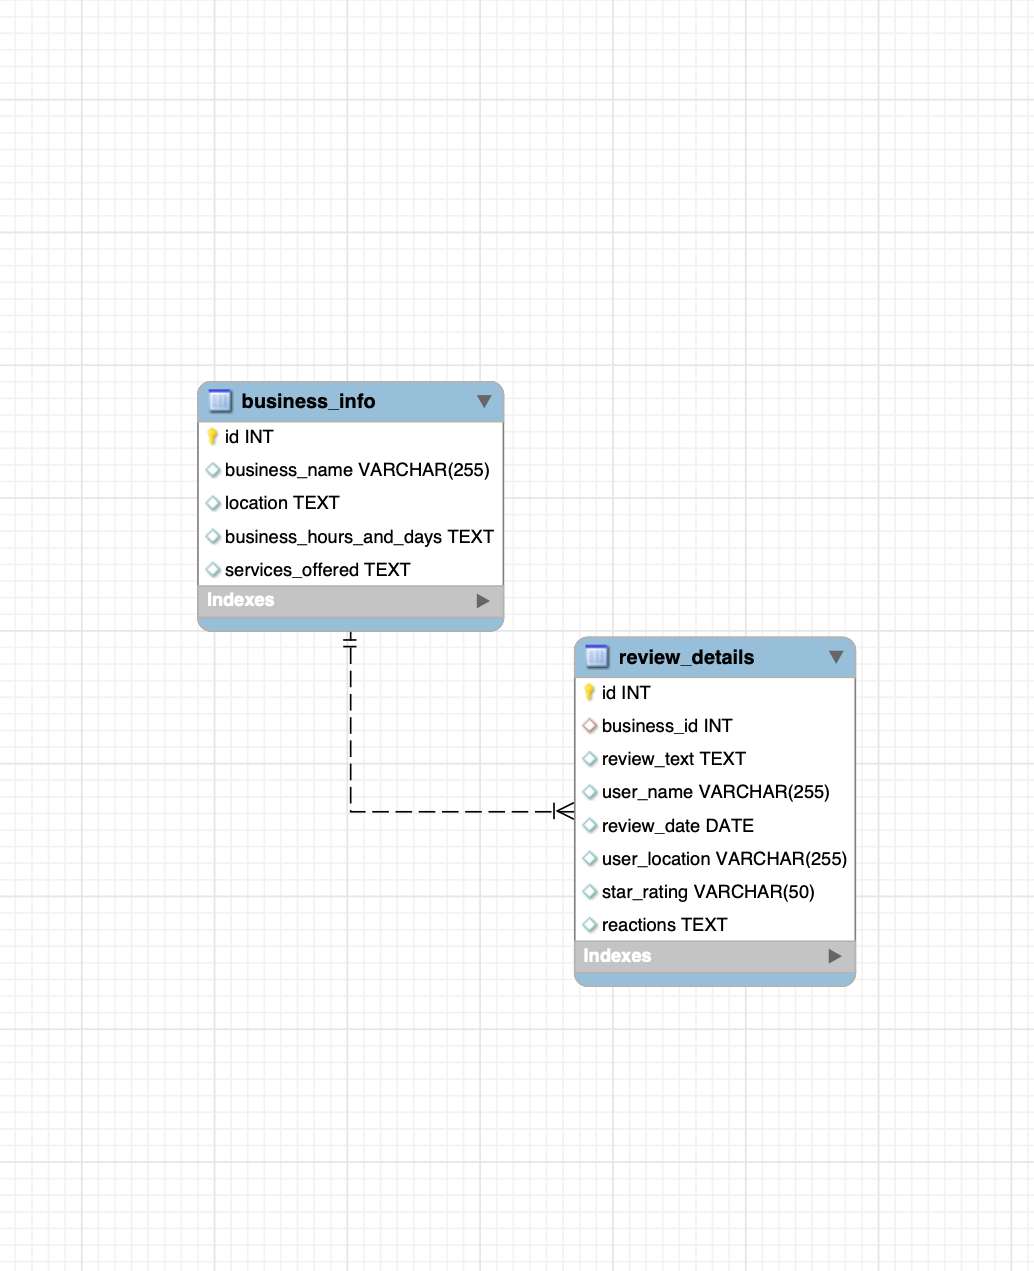 business_info
id INT
business_name VARCHAR(255)
location TEXT
business_hours_and_days TEXT
services_offered TEXT
Indexes
review_details
id INT
business_id INT
review_text TEXT
user_name VARCHAR(255)
review_date DATE
user_location VARCHAR(255)
star_rating VARCHAR(50)
reactions TEXT
Indexes